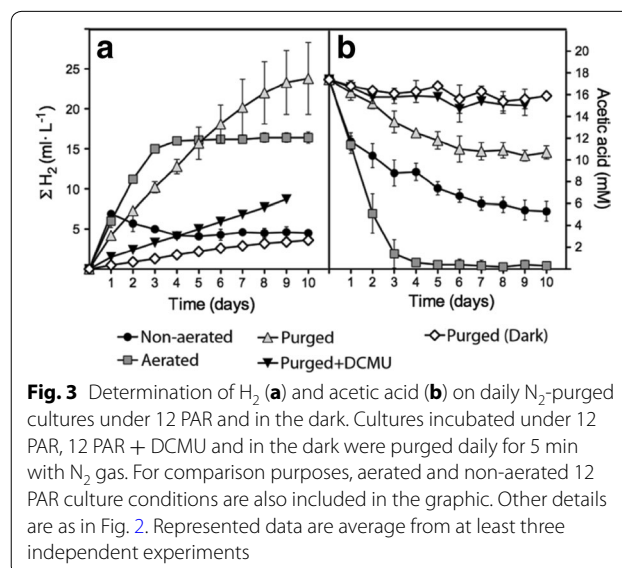 a
b
Σ H₂ (ml· L⁻¹)
25
20
15
10
5
1 2 3 4 5 6 7 8 9 10
1 2 3 4 5 6 7 8 9 10
20
18
16
14
12
10
8
6
4
2
Acetic acid (mM)
Time (days)
Time (days)
Non-aerated
Purged
Purged (Dark)
Aerated
Purged+DCMU
Fig. 3 Determination of H₂ (a) and acetic acid (b) on daily N₂-purged
cultures under 12 PAR and in the dark. Cultures incubated under 12
PAR, 12 PAR + DCMU and in the dark were purged daily for 5 min
with N₂ gas. For comparison purposes, aerated and non-aerated 12
PAR culture conditions are also included in the graphic. Other details
are as in Fig. 2. Represented data are average from at least three
independent experiments